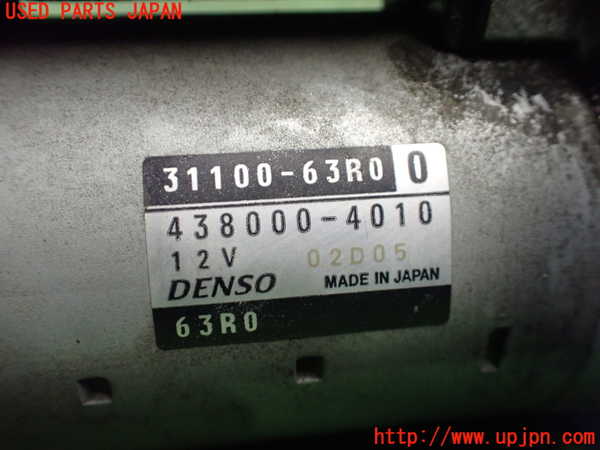 USED PARTS JAPAN
31100-63R0 0
438000-4010
12V 02D05
DENSO MADE IN JAPAN
63R0
http://www.upjpn.com/